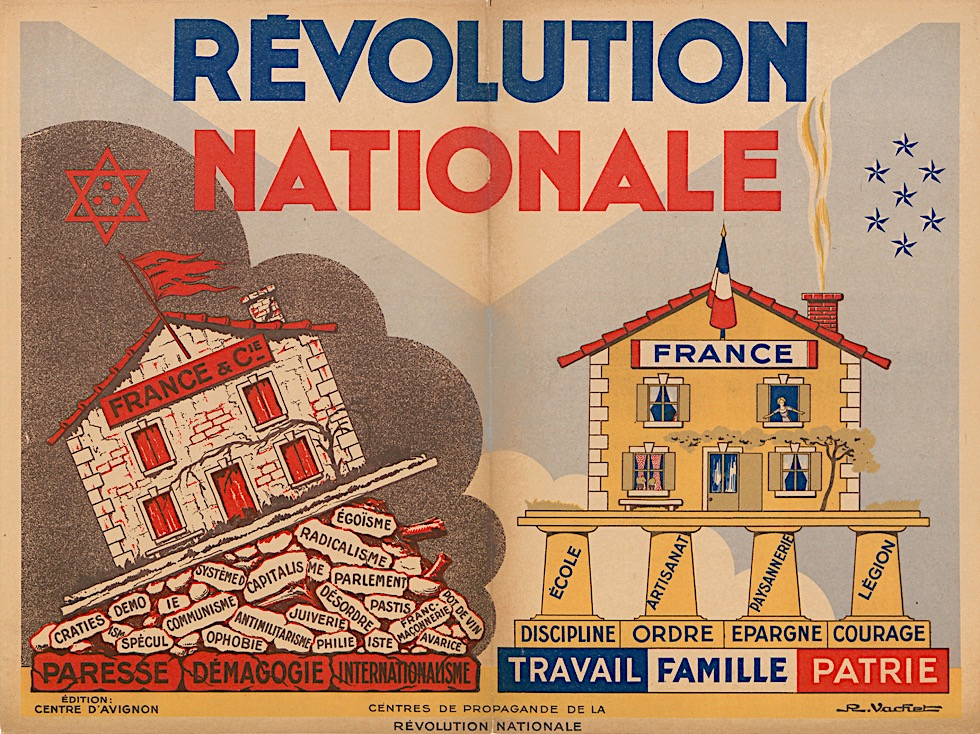 RÉVOLUTION
NATIONALE
FRANCE & CIE
ÉGOÏSME
RADICALISME
SYSTÈMED
CAPITALISME
PARLEMENT
DEMO
IE
COMMUNISME
DÉSORDRE
PASTIS
POT DE VIN
CRATIES
ISM
SPÉCUL
OPHOBIE
ANTIMILITARISME
JUIVERIE
PHILIE
ISTE
FRANC-
MAÇONNERIE
AVARICE
PARESSE DÉMAGOGIE INTERNATIONALISME
FRANCE
ÉCOLE
ARTISANAT
PAYSANNERIE
LÉGION
DISCIPLINE ORDRE EPARGNE COURAGE
TRAVAIL FAMILLE PATRIE
ÉDITION:
CENTRE D'AVIGNON
CENTRES DE PROPAGANDE DE LA
RÉVOLUTION NATIONALE
R. Vachet